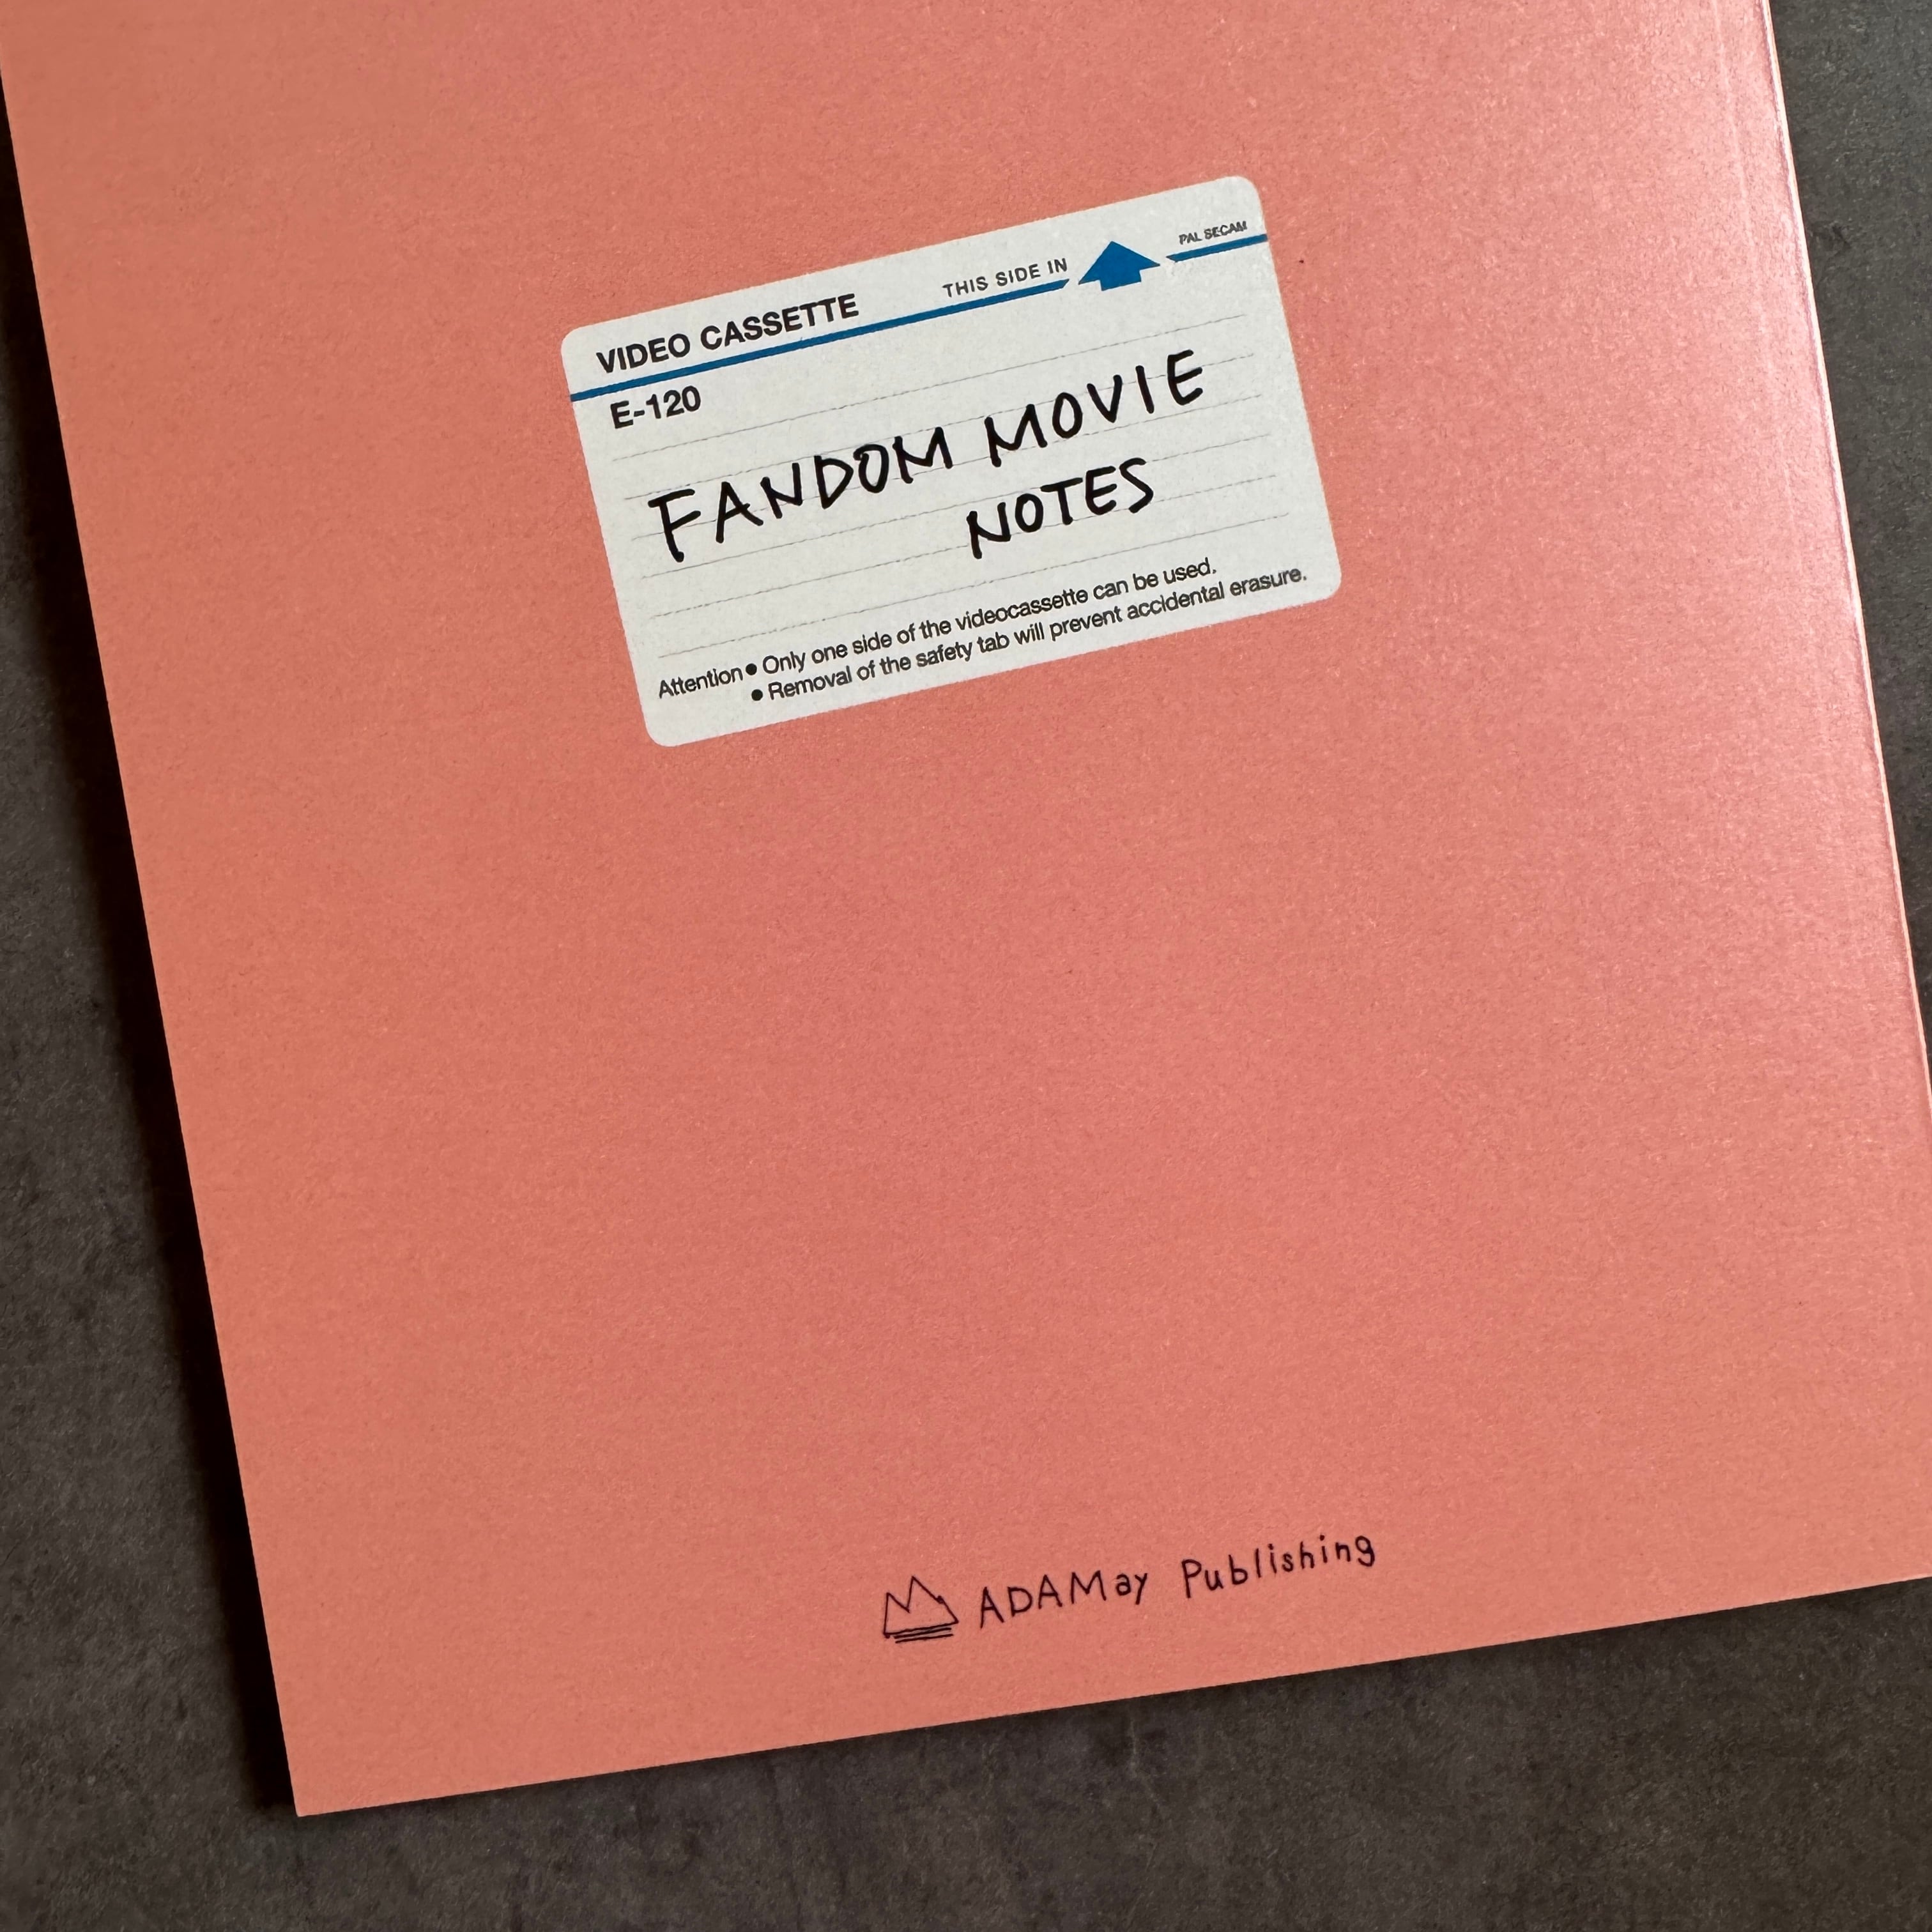 VIDEO CASSETTE THIS SIDE IN PAL SECAM
E-120
FANDOM MOVIE
NOTES
Attention ● Only one side of the videocassette can be used.
● Removal of the safety tab will prevent accidental erasure.
ADAMay Publishing